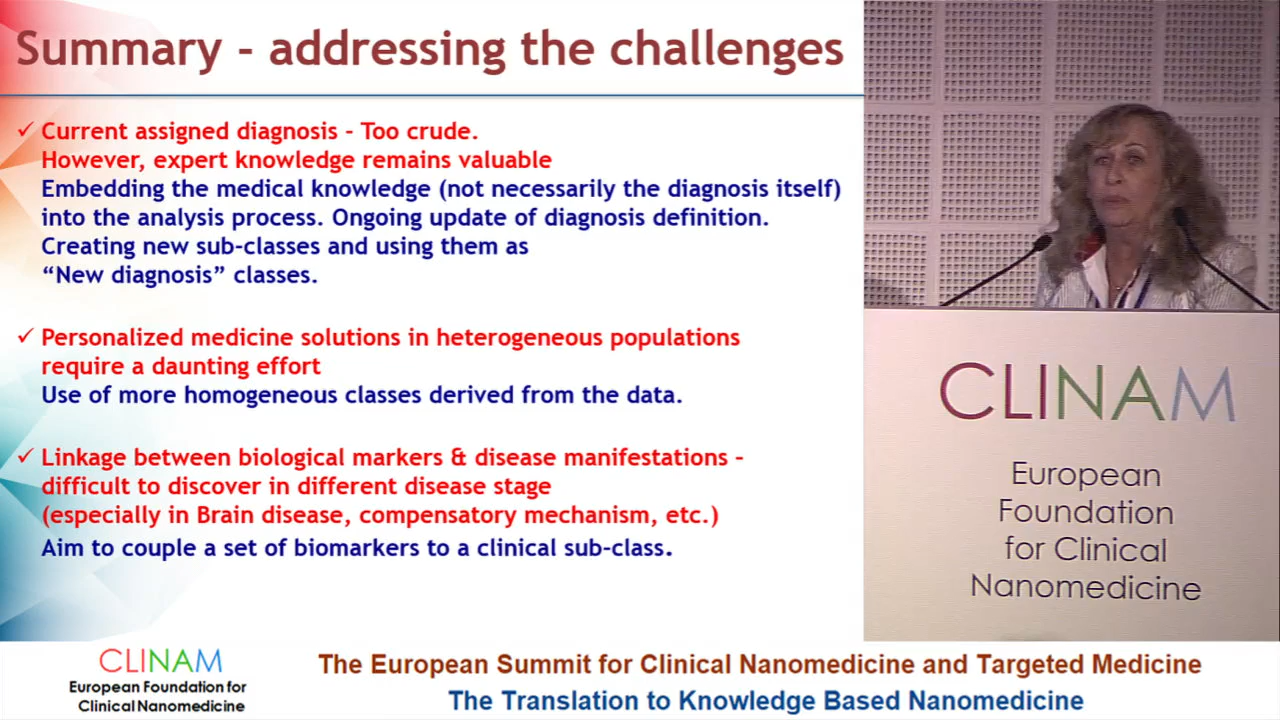 Summary - addressing the challenges
✓ Current assigned diagnosis - Too crude.
However, expert knowledge remains valuable
Embedding the medical knowledge (not necessarily the diagnosis itself)
into the analysis process. Ongoing update of diagnosis definition.
Creating new sub-classes and using them as
“New diagnosis” classes.
✓ Personalized medicine solutions in heterogeneous populations
require a daunting effort
Use of more homogeneous classes derived from the data.
✓ Linkage between biological markers & disease manifestations –
difficult to discover in different disease stage
(especially in Brain disease, compensatory mechanism, etc.)
Aim to couple a set of biomarkers to a clinical sub-class.
CLINAM
European
Foundation
for Clinical
Nanomedicine
CLINAM
European Foundation for
Clinical Nanomedicine
The European Summit for Clinical Nanomedicine and Targeted Medicine
The Translation to Knowledge Based Nanomedicine